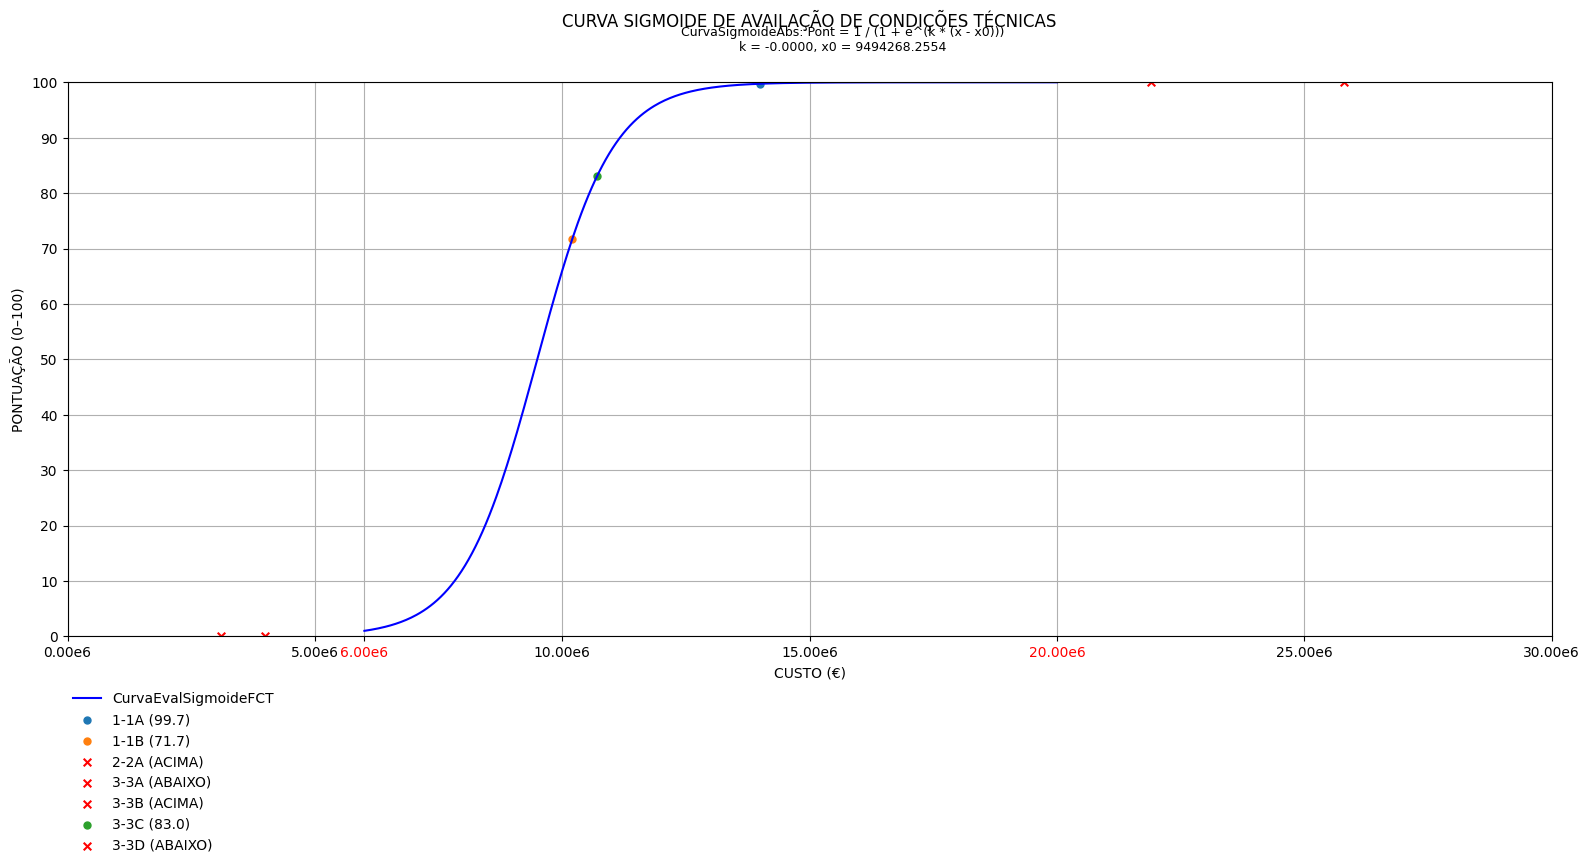 CURVA SIGMOIDE DE AVAILAÇÃO DE CONDIÇÕES TÉCNICAS
CurvaSigmoideAbs: Pont = 1 / (1 + e^(k * (x - x0)))
k = -0.0000, x0 = 9494268.2554
100
90
80
70
60
50
40
30
20
10
0
PONTUAÇÃO (0–100)
0.00e6 5.00e6 6.00e6 10.00e6 15.00e6 20.00e6 25.00e6 30.00e6
CUSTO (€)
CurvaEvalSigmoideFCT
1-1A (99.7)
1-1B (71.7)
2-2A (ACIMA)
3-3A (ABAIXO)
3-3B (ACIMA)
3-3C (83.0)
3-3D (ABAIXO)